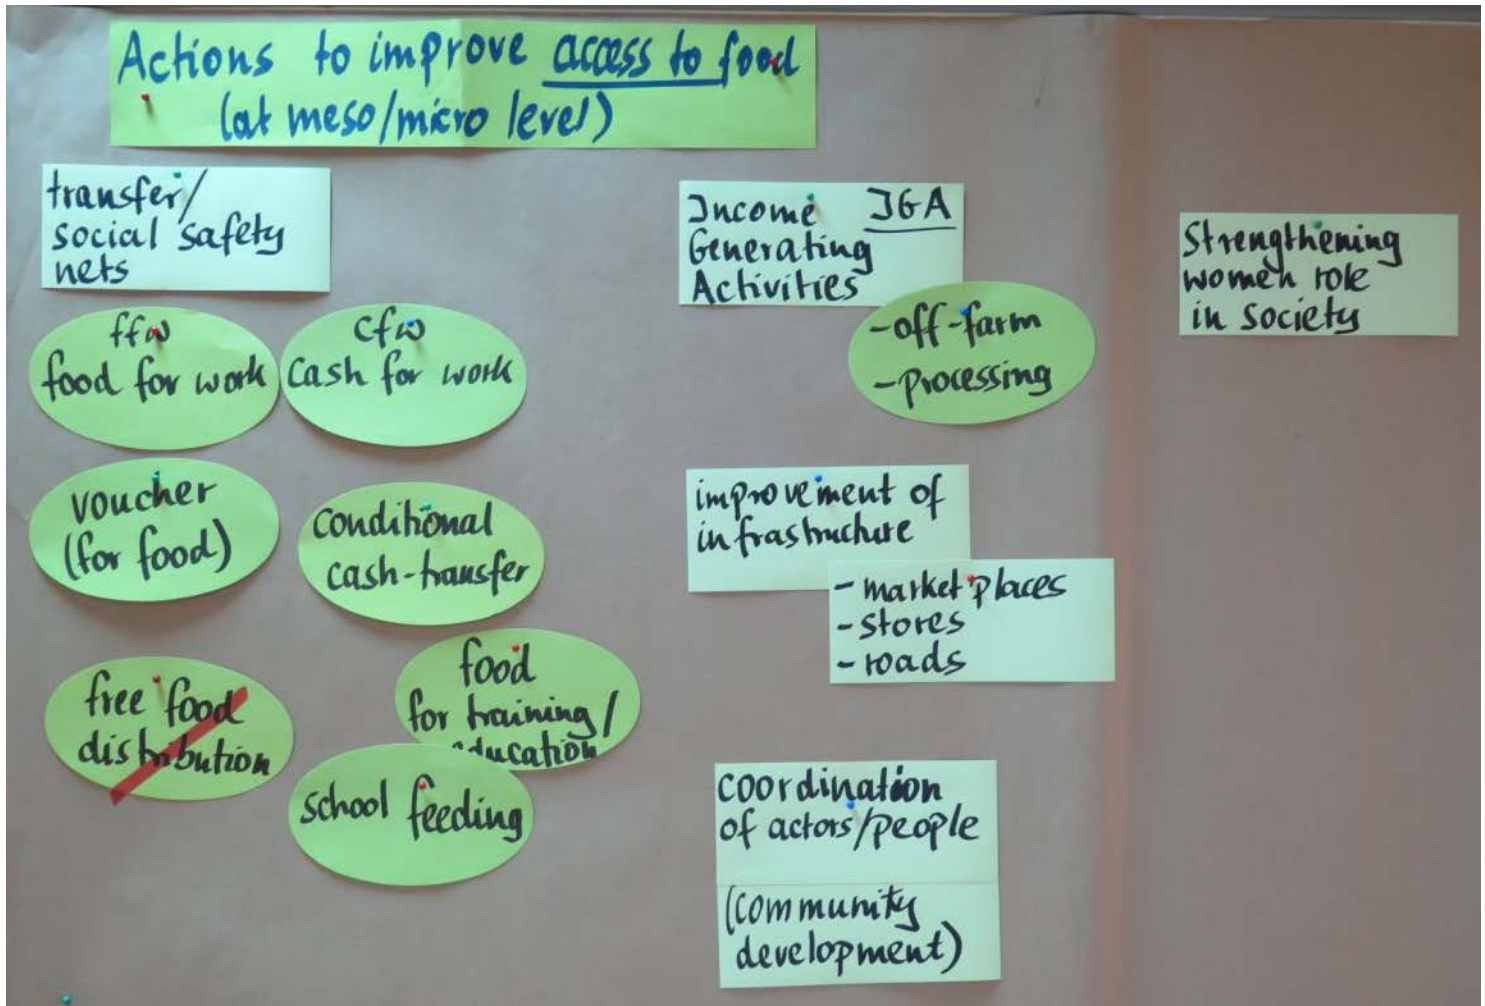 Actions to improve access to food
(at meso/micro level)
transfer/
social safety
nets
ffw
food for work
cfw
cash for work
voucher
(for food)
conditional
cash-transfer
free food
distribution
food
for training/
education
school feeding
Income IGA
Generating
Activities
-off-farm
-processing
improvement of
infrastructure
- market places
- stores
- roads
coordination
of actors/people
(community
development)
Strengthening
women role
in society